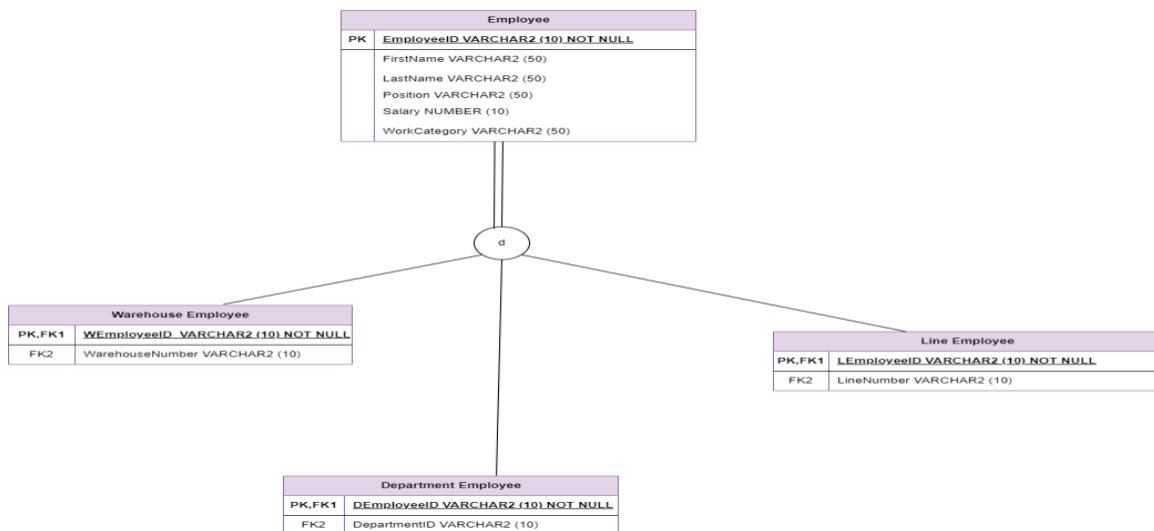 Employee
PK EmployeeID VARCHAR2 (10) NOT NULL
FirstName VARCHAR2 (50)
LastName VARCHAR2 (50)
Position VARCHAR2 (50)
Salary NUMBER (10)
WorkCategory VARCHAR2 (50)
d
Warehouse Employee
PK,FK1 WEmployeeID VARCHAR2 (10) NOT NULL
FK2 WarehouseNumber VARCHAR2 (10)
Line Employee
PK,FK1 LEmployeeID VARCHAR2 (10) NOT NULL
FK2 LineNumber VARCHAR2 (10)
Department Employee
PK,FK1 DEmployeeID VARCHAR2 (10) NOT NULL
FK2 DepartmentID VARCHAR2 (10)